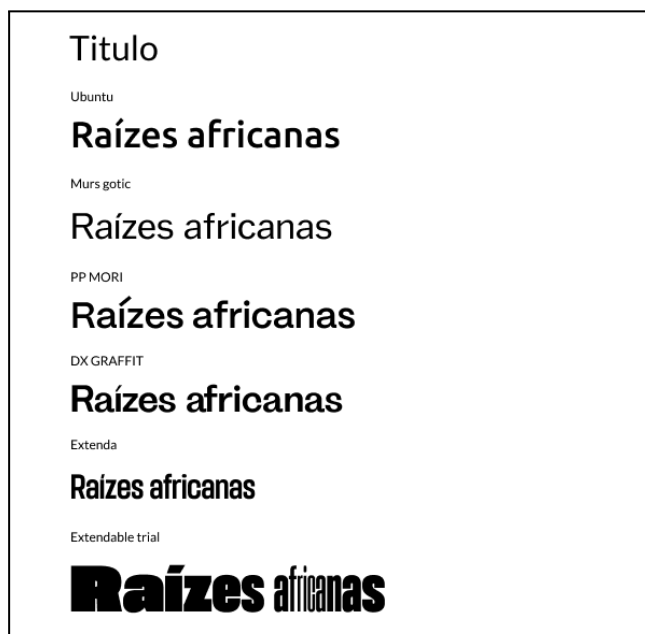 Titulo
Ubuntu
Raízes africanas
Murs gotic
Raízes africanas
PP MORI
Raízes africanas
DX GRAFFIT
Raízes africanas
Extenda
Raízes africanas
Extendable trial
Raízes africanas